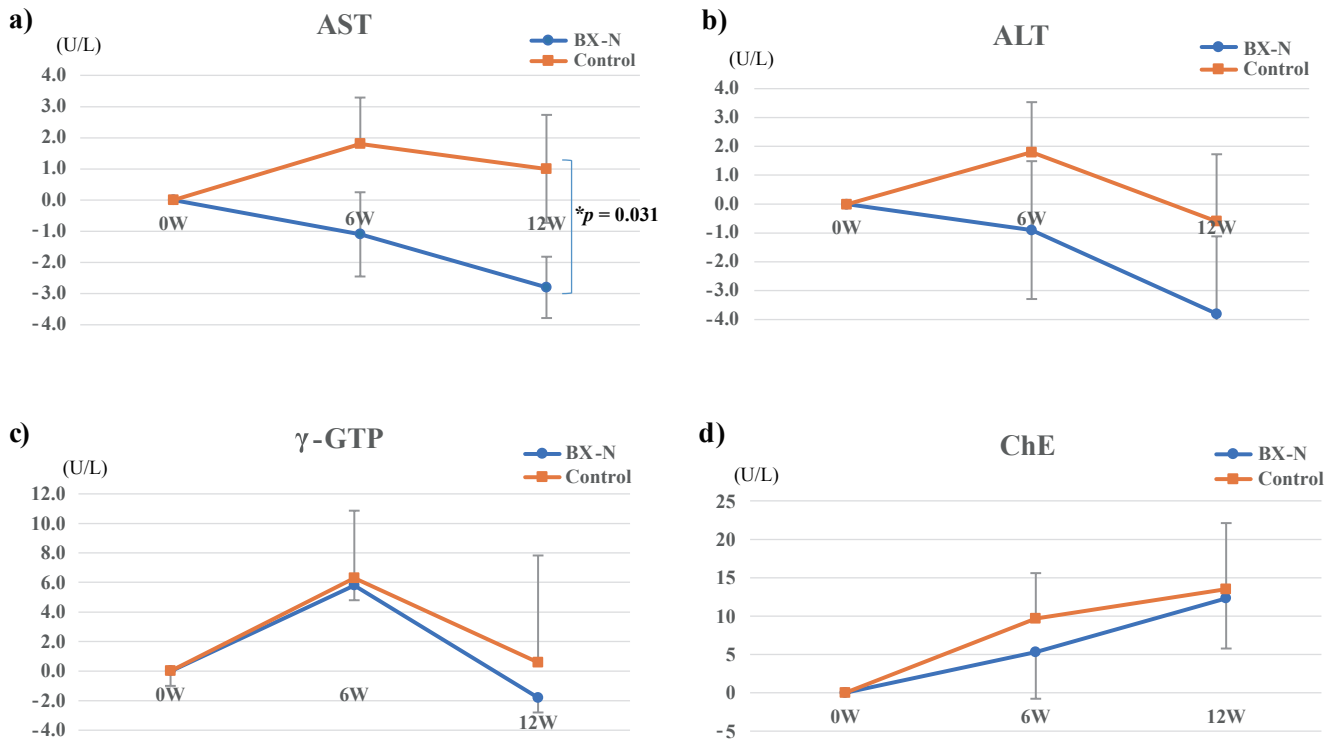 a)
AST
(U/L)
BX-N
Control
4.0
3.0
2.0
1.0
0.0
-1.0
-2.0
-3.0
-4.0
0W
6W
12W
*p = 0.031
b)
ALT
(U/L)
BX-N
Control
4.0
3.0
2.0
1.0
0.0
-1.0
-2.0
-3.0
-4.0
0W
6W
12W
c)
γ-GTP
(U/L)
BX-N
Control
12.0
10.0
8.0
6.0
4.0
2.0
0.0
-2.0
-4.0
0W
6W
12W
d)
ChE
(U/L)
BX-N
Control
25
20
15
10
5
0
-5
0W
6W
12W